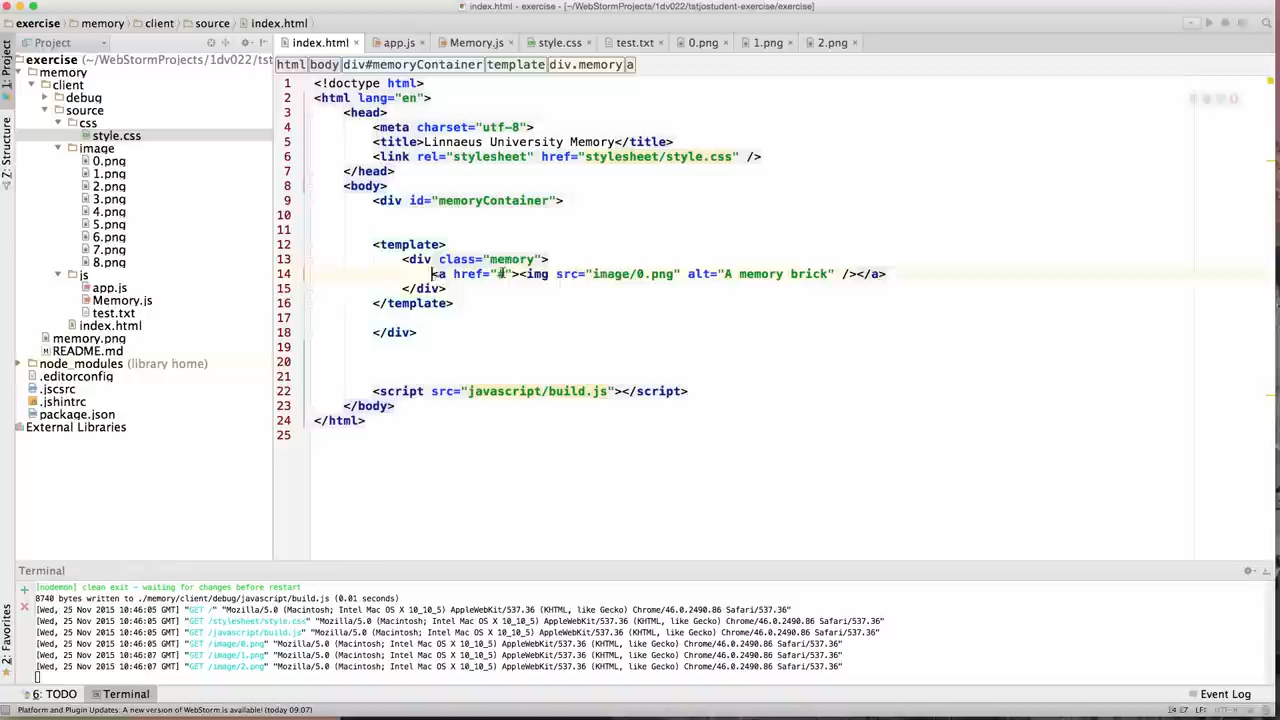 index.html - exercise - [~/WebStormProjects/1dv022/tstjostudent-exercise/exercise]
exercise memory client source index.html
Project
index.html app.js Memory.js style.css test.txt 0.png 1.png 2.png
1: Project
Structure
2: Favorites
exercise (~/WebStormProjects/1dv022/tst
memory
client
debug
source
css
style.css
image
0.png
1.png
2.png
3.png
4.png
5.png
6.png
7.png
8.png
js
app.js
Memory.js
test.txt
index.html
memory.png
README.md
node_modules (library home)
.editorconfig
.jscsrc
.jshintrc
package.json
External Libraries
html body div#memoryContainer template div.memory a
1 <!doctype html>
2 <html lang="en">
3 <head>
4 <meta charset="utf-8">
5 <title>Linnaeus University Memory</title>
6 <link rel="stylesheet" href="stylesheet/style.css" />
7 </head>
8 <body>
9 <div id="memoryContainer">
10
11
12 <template>
13 <div class="memory">
14 <a href="#"><img src="image/0.png" alt="A memory brick" /></a>
15 </div>
16 </template>
17
18 </div>
19
20
21
22 <script src="javascript/build.js"></script>
23 </body>
24 </html>
25
Terminal
[nodemon] clean exit - waiting for changes before restart
8740 bytes written to ./memory/client/debug/javascript/build.js (0.01 seconds)
[Wed, 25 Nov 2015 10:46:05 GMT] "GET /" "Mozilla/5.0 (Macintosh; Intel Mac OS X 10_10_5) AppleWebKit/537.36 (KHTML, like Gecko) Chrome/46.0.2490.86 Safari/537.36"
[Wed, 25 Nov 2015 10:46:05 GMT] "GET /stylesheet/style.css" "Mozilla/5.0 (Macintosh; Intel Mac OS X 10_10_5) AppleWebKit/537.36 (KHTML, like Gecko) Chrome/46.0.2490.86 Safari/537.36"
[Wed, 25 Nov 2015 10:46:05 GMT] "GET /javascript/build.js" "Mozilla/5.0 (Macintosh; Intel Mac OS X 10_10_5) AppleWebKit/537.36 (KHTML, like Gecko) Chrome/46.0.2490.86 Safari/537.36"
[Wed, 25 Nov 2015 10:46:05 GMT] "GET /image/0.png" "Mozilla/5.0 (Macintosh; Intel Mac OS X 10_10_5) AppleWebKit/537.36 (KHTML, like Gecko) Chrome/46.0.2490.86 Safari/537.36"
[Wed, 25 Nov 2015 10:46:07 GMT] "GET /image/1.png" "Mozilla/5.0 (Macintosh; Intel Mac OS X 10_10_5) AppleWebKit/537.36 (KHTML, like Gecko) Chrome/46.0.2490.86 Safari/537.36"
[Wed, 25 Nov 2015 10:46:07 GMT] "GET /image/2.png" "Mozilla/5.0 (Macintosh; Intel Mac OS X 10_10_5) AppleWebKit/537.36 (KHTML, like Gecko) Chrome/46.0.2490.86 Safari/537.36"
6: TODO Terminal Event Log
Platform and Plugin Updates: A new version of WebStorm is available! (today 09:07) 14:17 LF÷ UTF-8